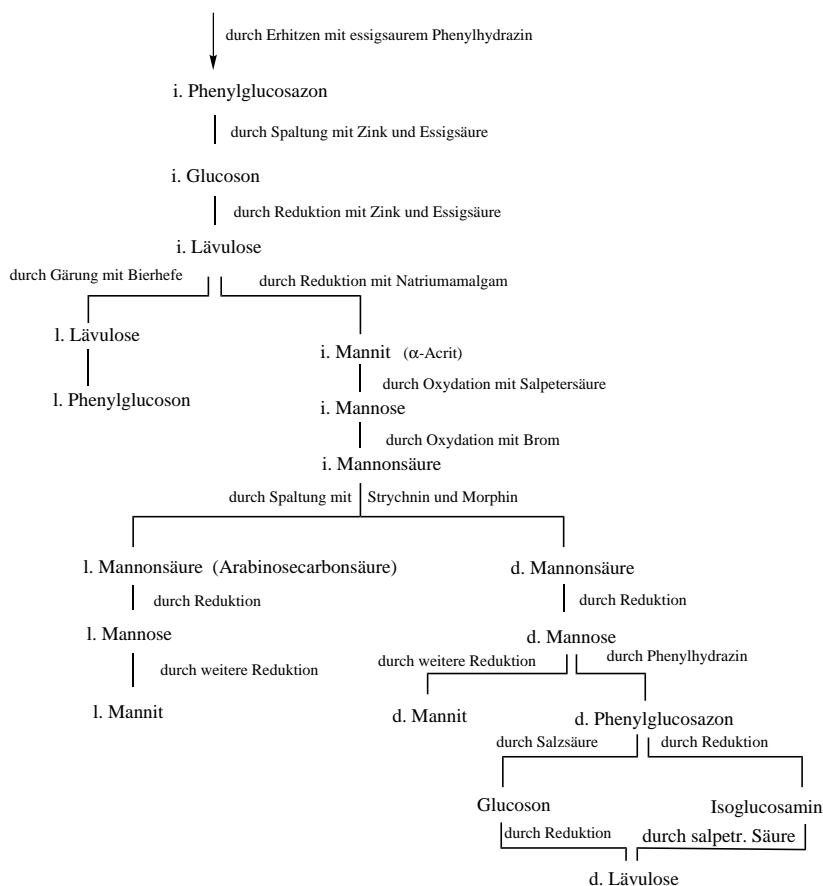 durch Erhitzen mit essigsaurem Phenylhydrazin
i. Phenylglucosazon
durch Spaltung mit Zink und Essigsäure
i. Glucoson
durch Reduktion mit Zink und Essigsäure
i. Lävulose
durch Gärung mit Bierhefe
durch Reduktion mit Natriumamalgam
l. Lävulose
i. Mannit (α-Acrit)
durch Oxydation mit Salpetersäure
l. Phenylglucoson
i. Mannose
durch Oxydation mit Brom
i. Mannonsäure
durch Spaltung mit Strychnin und Morphin
l. Mannonsäure (Arabinosecarbonsäure)
d. Mannonsäure
durch Reduktion
durch Reduktion
l. Mannose
d. Mannose
durch weitere Reduktion
durch weitere Reduktion
durch Phenylhydrazin
l. Mannit
d. Mannit
d. Phenylglucosazon
durch Salzsäure
durch Reduktion
Glucoson
Isoglucosamin
durch Reduktion
durch salpetr. Säure
d. Lävulose